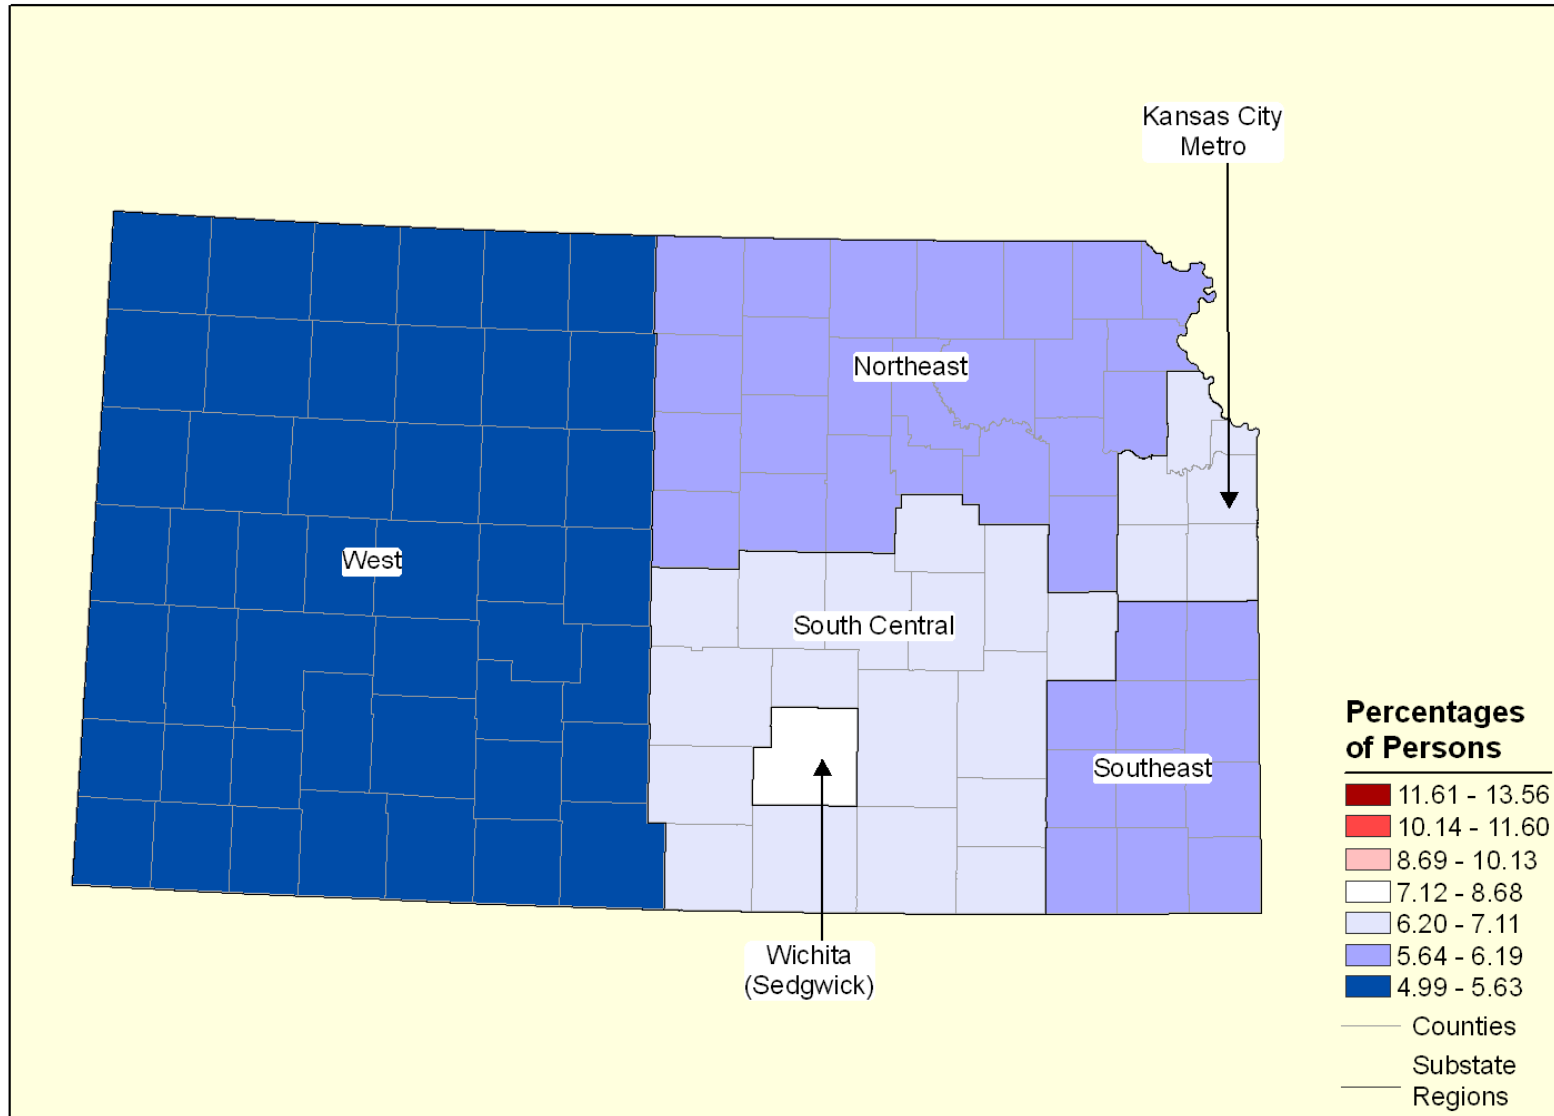 Kansas City
Metro
Northeast
West
South Central
Southeast
Wichita
(Sedgwick)
Percentages
of Persons
11.61 - 13.56
10.14 - 11.60
8.69 - 10.13
7.12 - 8.68
6.20 - 7.11
5.64 - 6.19
4.99 - 5.63
Counties
Substate
Regions